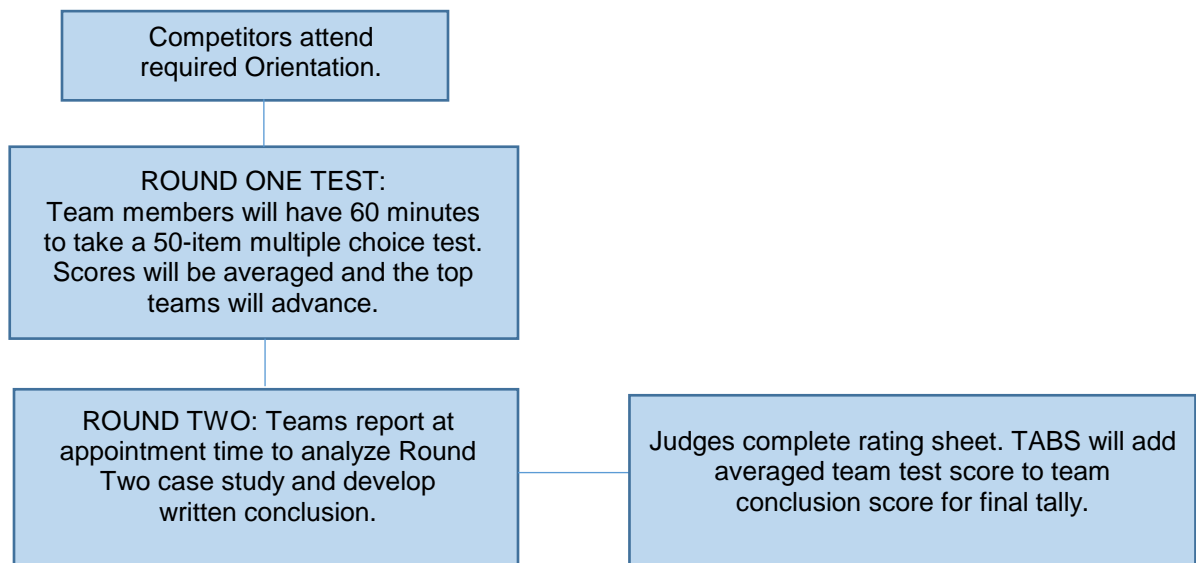 Competitors attend
required Orientation.
ROUND ONE TEST:
Team members will have 60 minutes
to take a 50-item multiple choice test.
Scores will be averaged and the top
teams will advance.
ROUND TWO: Teams report at
appointment time to analyze Round
Two case study and develop
written conclusion.
Judges complete rating sheet. TABS will add
averaged team test score to team
conclusion score for final tally.